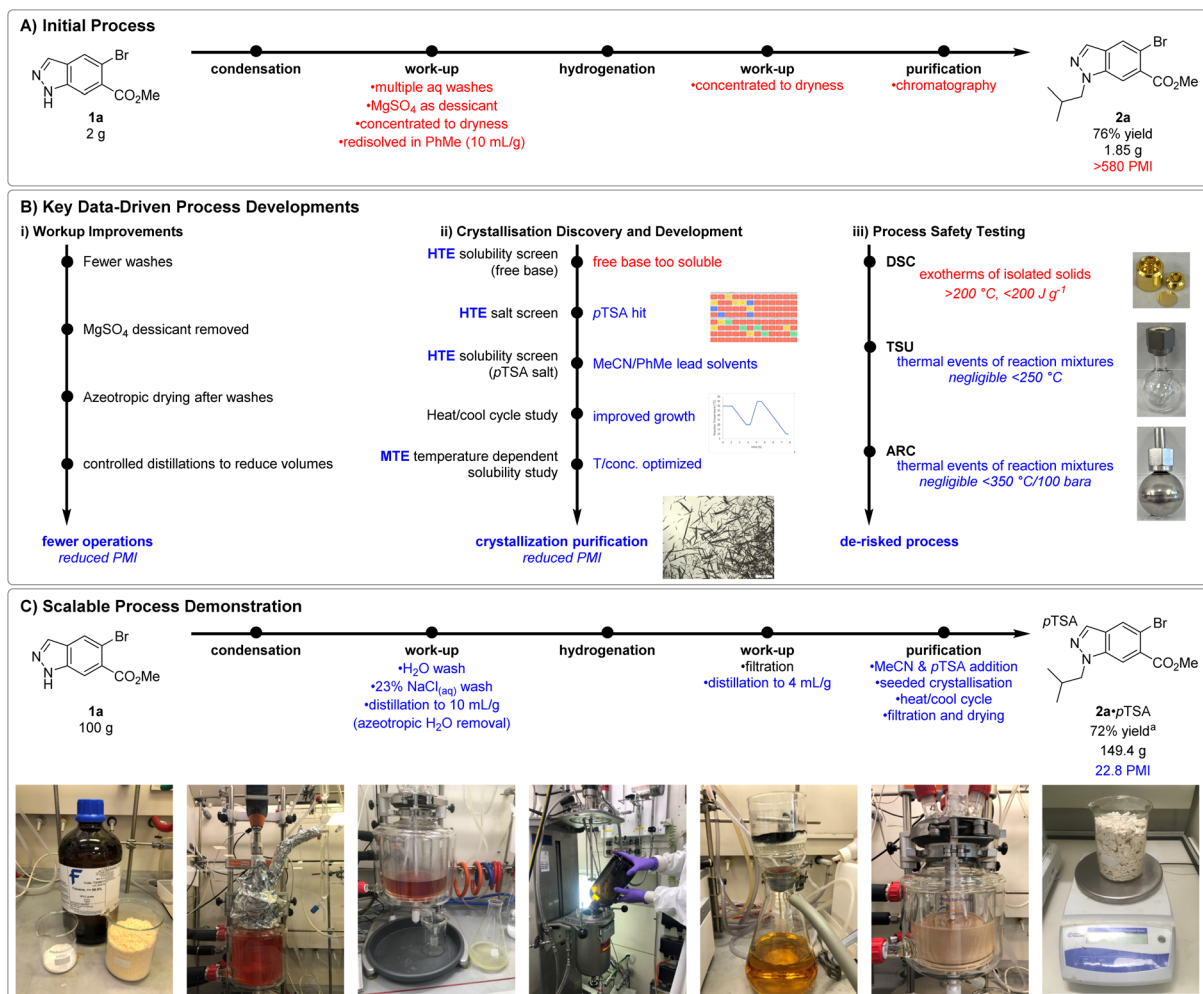 A) Initial Process
Br
N
N
H
CO2Me
1a
2 g
condensation
work-up
•multiple aq washes
•MgSO4 as dessicant
•concentrated to dryness
•redisolved in PhMe (10 mL/g)
hydrogenation
work-up
•concentrated to dryness
purification
•chromatography
Br
N
N
CO2Me
2a
76% yield
1.85 g
>580 PMI
B) Key Data-Driven Process Developments
i) Workup Improvements
Fewer washes
MgSO4 dessicant removed
Azeotropic drying after washes
controlled distillations to reduce volumes
fewer operations
reduced PMI
ii) Crystallisation Discovery and Development
HTE solubility screen
(free base)
free base too soluble
HTE salt screen
pTSA hit
HTE solubility screen
(pTSA salt)
MeCN/PhMe lead solvents
Heat/cool cycle study
improved growth
MTE temperature dependent
solubility study
T/conc. optimized
crystallization purification
reduced PMI
iii) Process Safety Testing
DSC
exotherms of isolated solids
>200 °C, <200 J g-1
TSU
thermal events of reaction mixtures
negligible <250 °C
ARC
thermal events of reaction mixtures
negligible <350 °C/100 bara
de-risked process
C) Scalable Process Demonstration
Br
N
N
H
CO2Me
1a
100 g
condensation
work-up
•H2O wash
•23% NaCl(aq) wash
•distillation to 10 mL/g
(azeotropic H2O removal)
hydrogenation
work-up
•filtration
•distillation to 4 mL/g
purification
•MeCN & pTSA addition
•seeded crystallisation
•heat/cool cycle
•filtration and drying
pTSA
Br
N
N
CO2Me
2a•pTSA
72% yielda
149.4 g
22.8 PMI